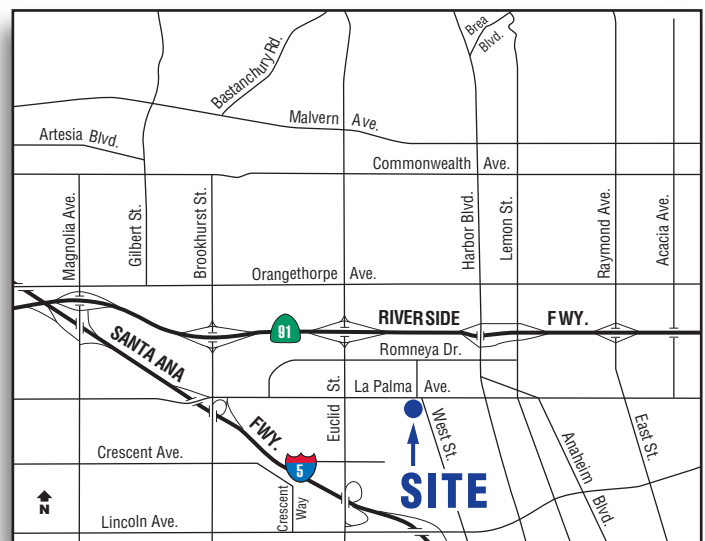 Brea
Blvd.
Bastanchury Rd.
Malvern Ave.
Artesia Blvd.
Commonwealth Ave.
Magnolia Ave.
Gilbert St.
Brookhurst St.
Harbor Blvd.
Lemon St.
Raymond Ave.
Acacia Ave.
Orangethorpe Ave.
91
RIVERSIDE FWY.
SANTA ANA FWY.
Romneya Dr.
Euclid St.
La Palma Ave.
West St.
Anaheim Blvd.
East St.
Crescent Ave.
5
Crescent
Way
SITE
N
Lincoln Ave.